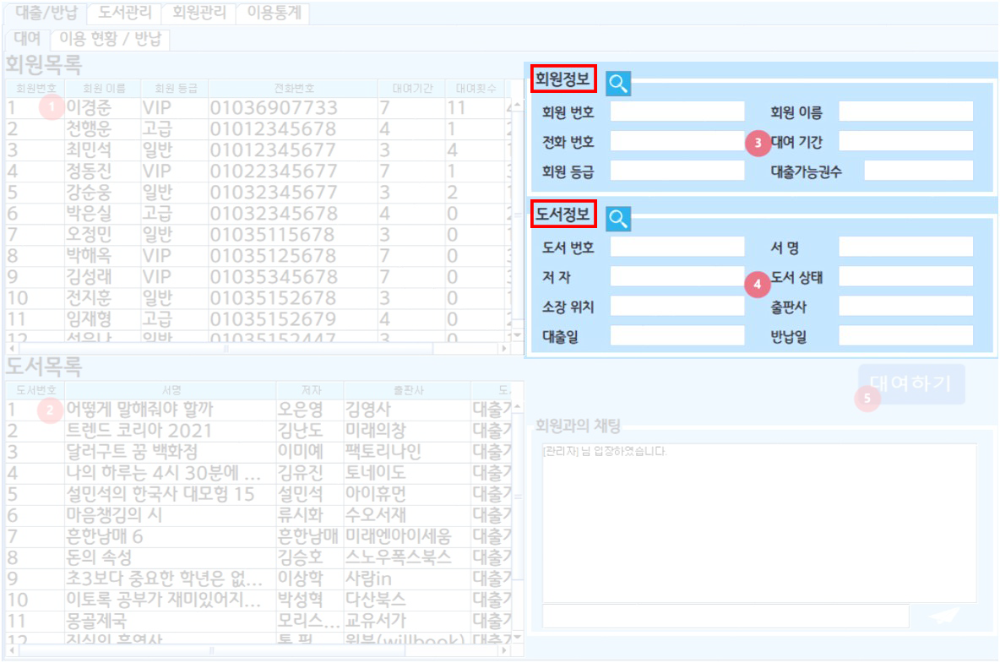 대출/반납 도서관리 회원관리 이용통계
대여 이용 현황 / 반납
회원목록
회원번호 회원 이름 회원 등급 전화번호 대여기간 대여횟수
1 이경준 VIP 01036907733 7 11
2 천행운 고급 01012345678 4 1
3 최민석 일반 01012345677 3 4
4 정동진 VIP 01022345677 7 1
5 강순웅 일반 01032345677 3 2
6 박은실 고급 01032345678 4 0
7 오정민 일반 01035115678 3 0
8 박해옥 VIP 01035125678 7 0
9 김성래 VIP 01035345678 7 0
10 전지훈 일반 01035152678 3 0
11 임재형 고급 01035152679 4 0
12 일반 01035152447 3 0
1
회원정보
회원 번호 회원 이름
전화 번호 3 대여 기간
회원 등급 대출가능권수
도서정보
도서 번호 서 명
저 자 4 도서 상태
소장 위치 출판사
대출일 반납일
도서목록
도서번호 서명 저자 출판사 도
1 어떻게 말해줘야 할까 오은영 김영사 대출가
2 트렌드 코리아 2021 김난도 미래의창 대출가
3 달러구트 꿈 백화점 이미예 팩토리나인 대출가
4 나의 하루는 4시 30분에 ... 김유진 토네이도 대출가
5 설민석의 한국사 대모험 15 설민석 아이휴먼 대출가
6 마음챙김의 시 류시화 수오서재 대출가
7 흔한남매 6 흔한남매 미래엔아이세움 대출가
8 돈의 속성 김승호 스노우폭스북스 대출가
9 초3보다 중요한 학년은 없... 이상학 사람in 대출가
10 이토록 공부가 재미있어지... 박성혁 다산북스 대출가
11 몽골제국 모리스... 교유서가 대출가
12 진실의 흑역사 톰 필 윌북(willbook) 대출가
2
대여하기
5
회원과의 채팅
[관리자]님 입장하였습니다.